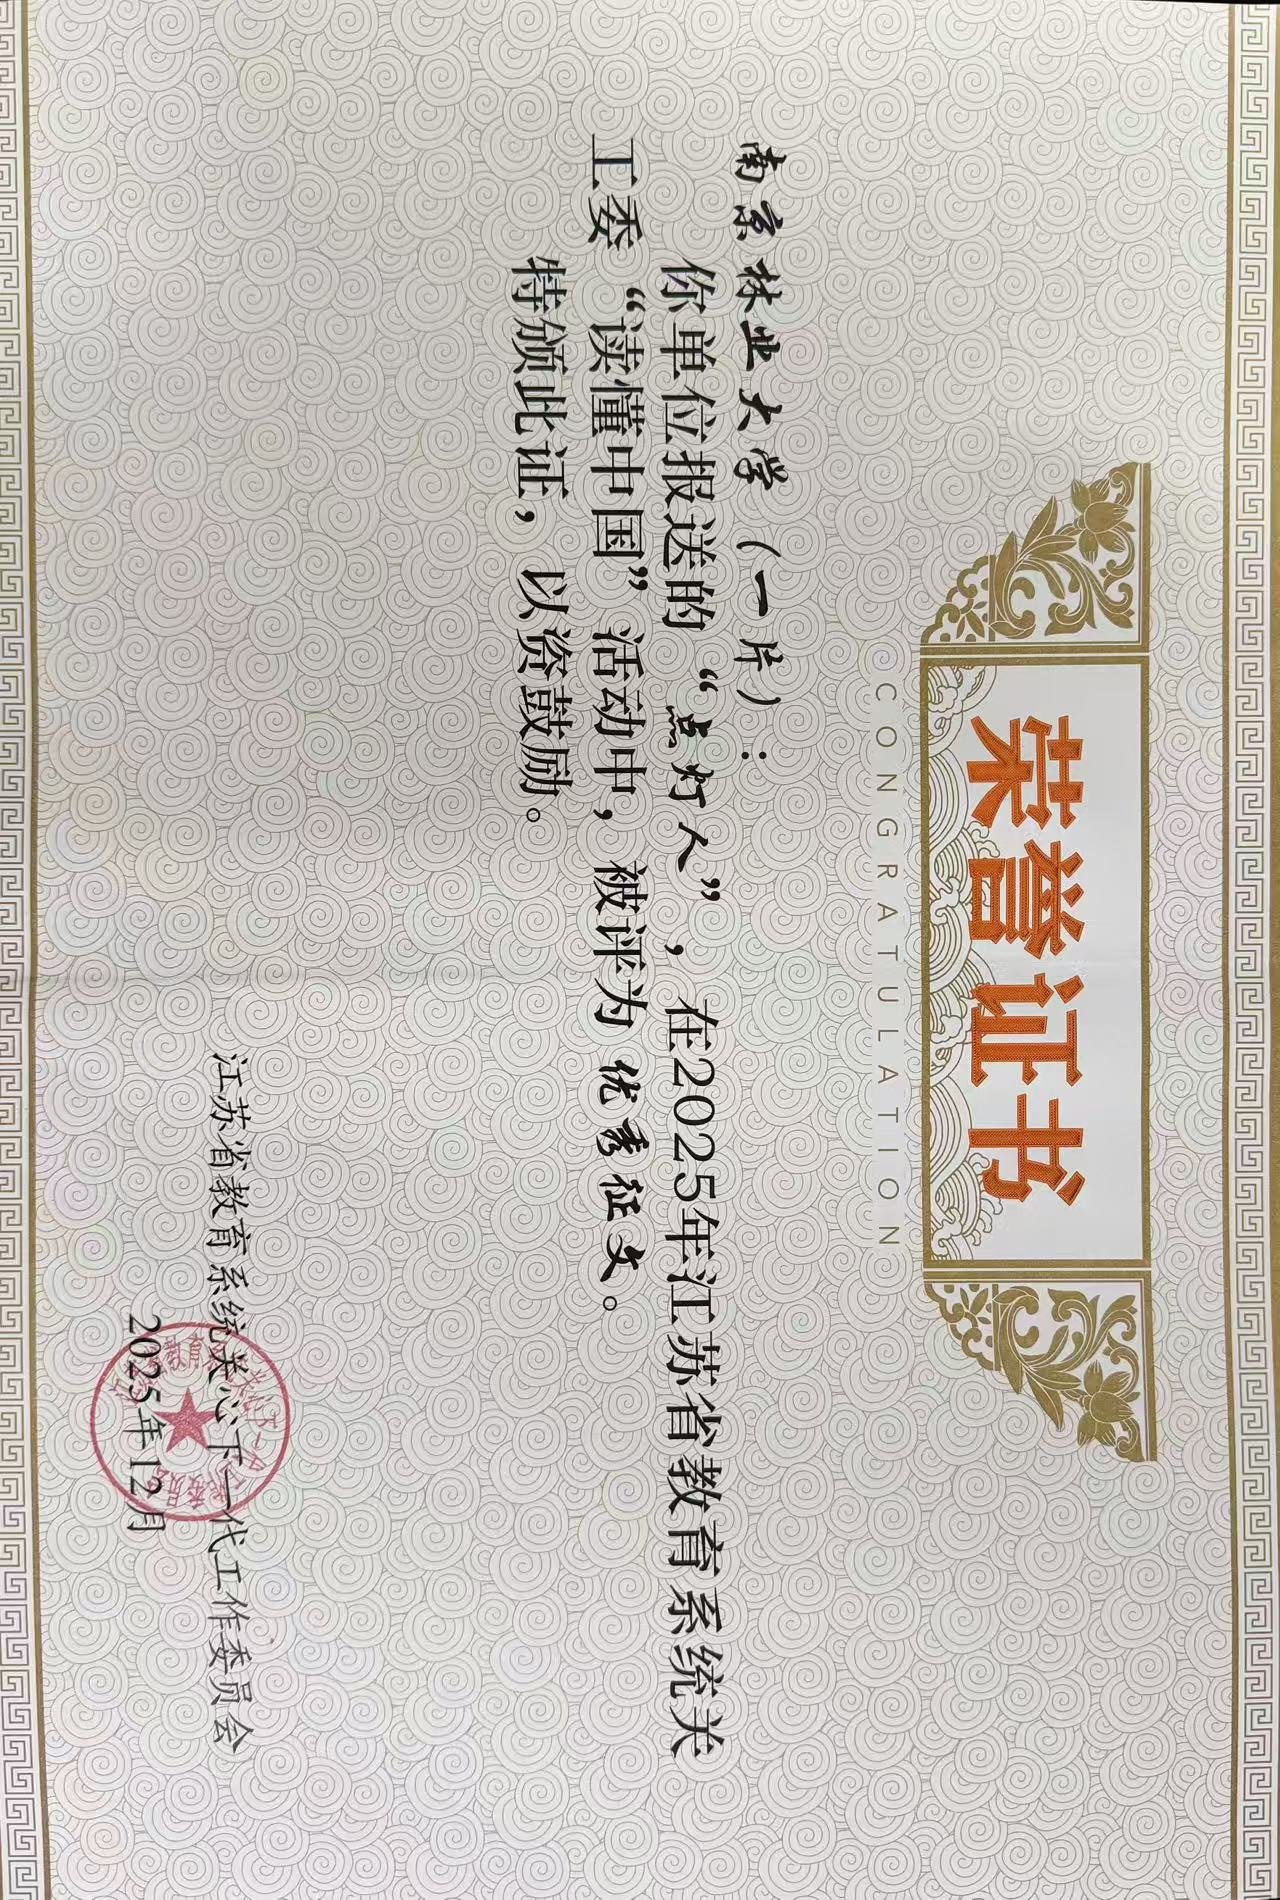 荣誉证书
CONGRATULATION
南京林业大学（一片）：
你单位报送的“点灯人”，在2025年江苏省教育系统关
工委“读懂中国”活动中，被评为优秀征文。
特颁此证，以资鼓励。
江苏省教育系统关心下一代工作委员会
2025年12月